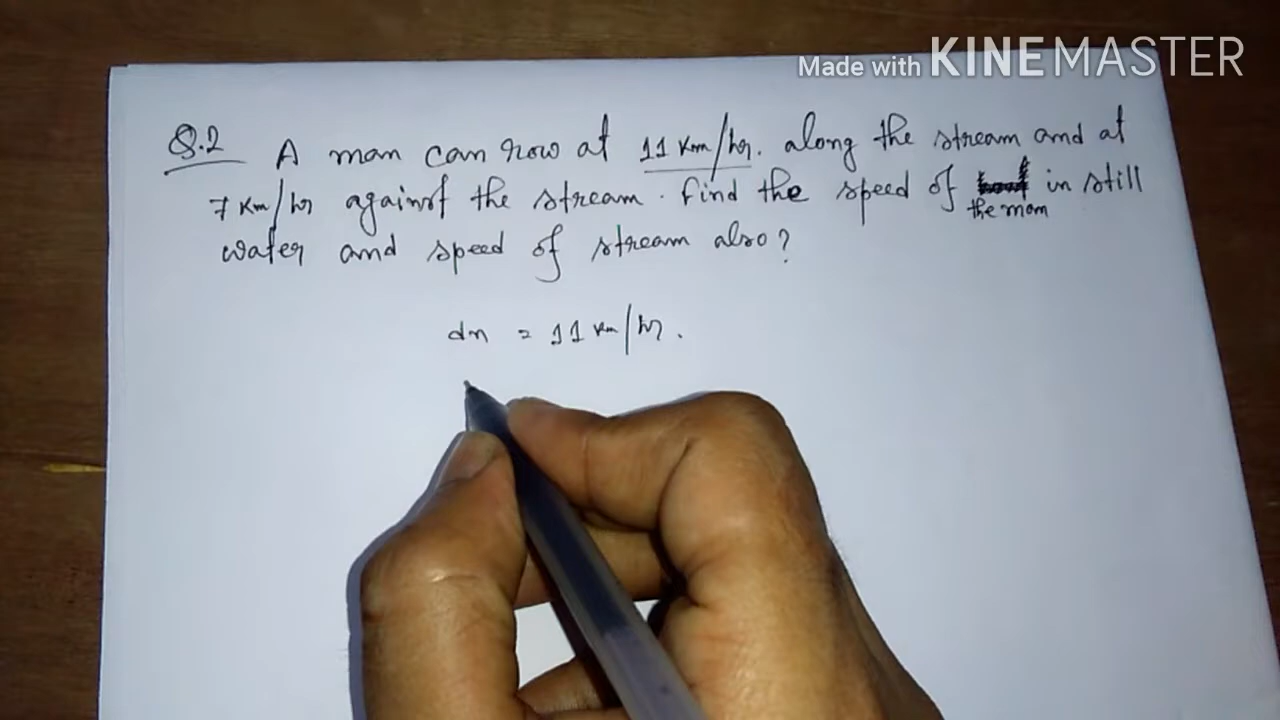 Made with KINEMASTER
Q.2 A man can row at 11 Km/hr. along the stream and at
7 Km/hr against the stream. Find the speed of the man in still
water and speed of stream also?
dn = 11 km/hr.